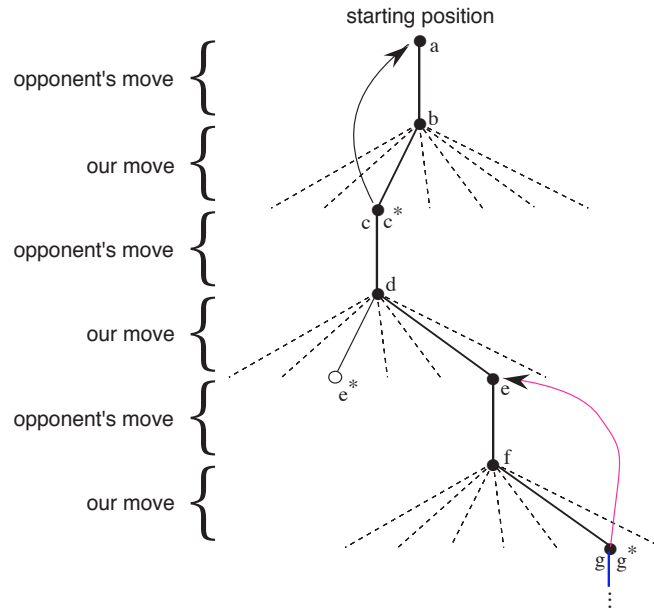 starting position
a
opponent's move
b
our move
c c*
opponent's move
d
our move
e* e
opponent's move
f
our move
g g*